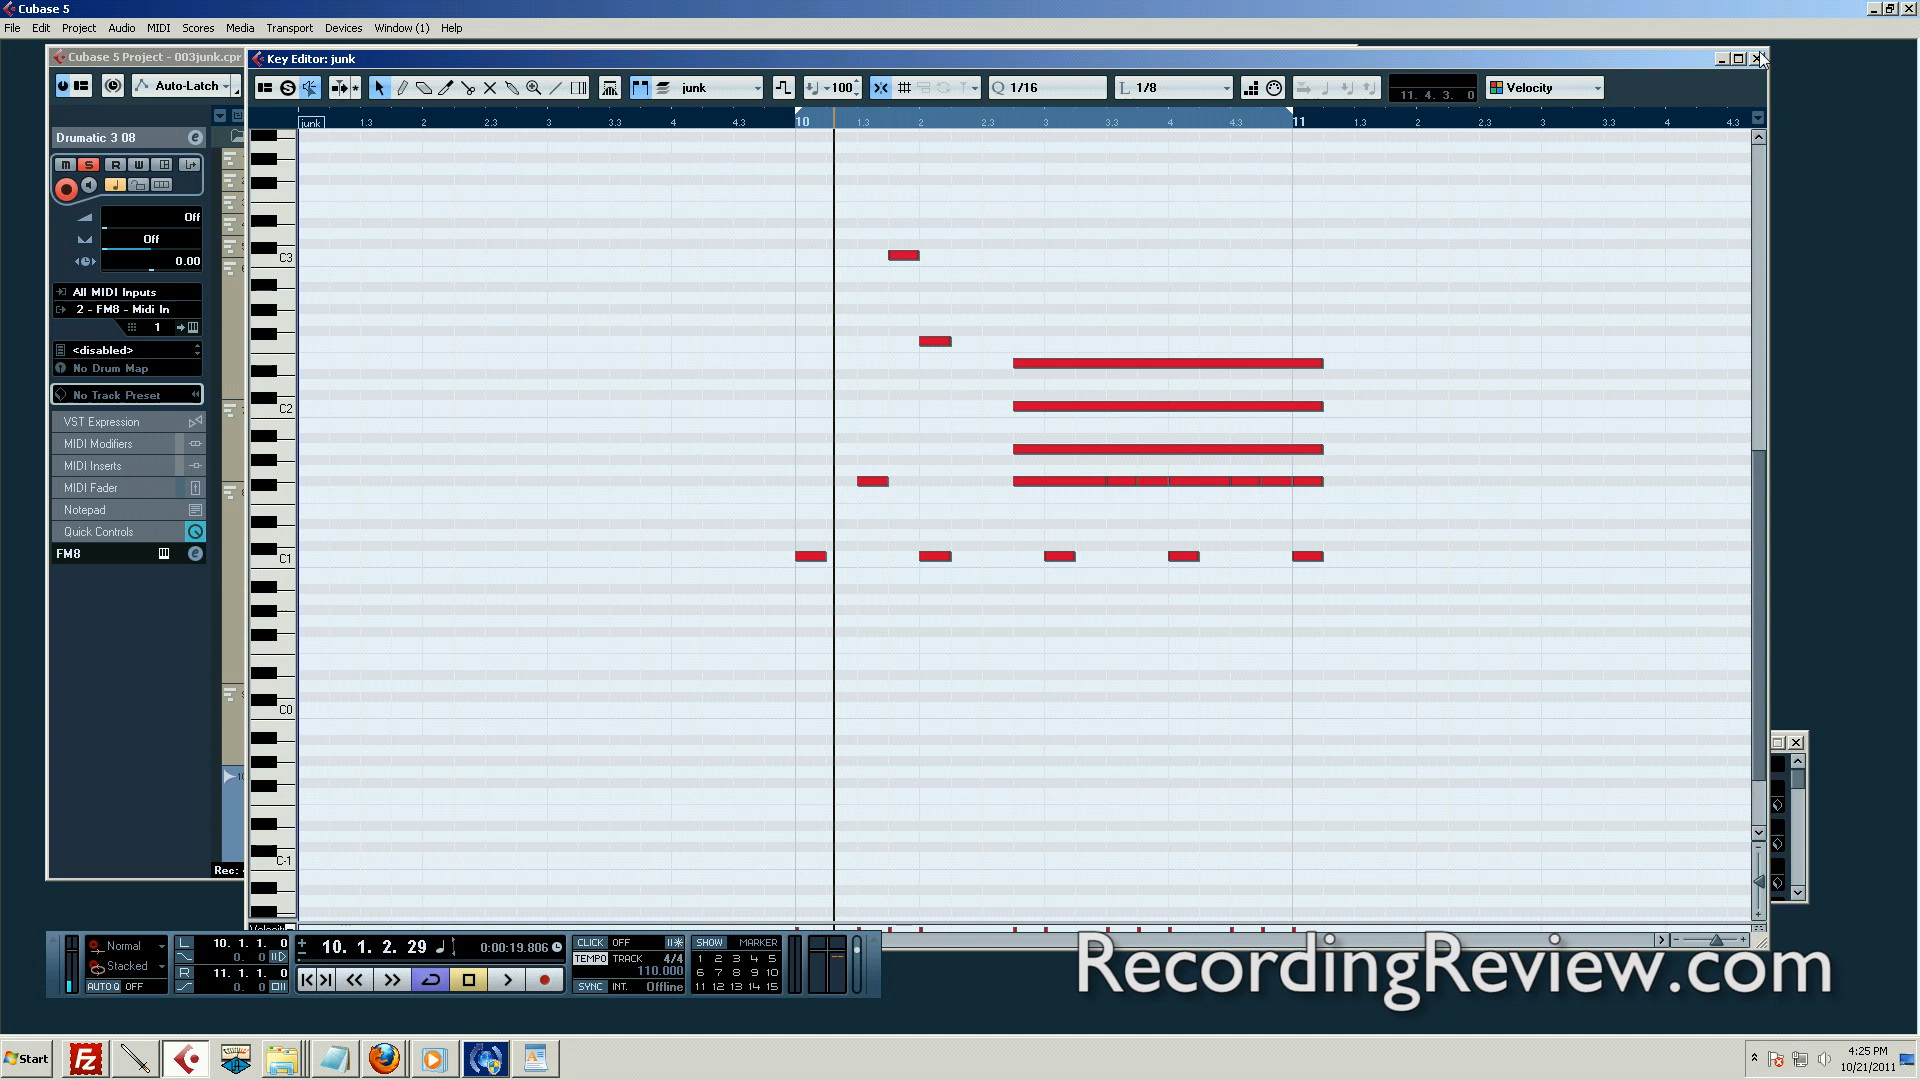 Cubase 5
File Edit Project Audio MIDI Scores Media Transport Devices Window (1) Help
Cubase 5 Project - 003junk.cpr
Key Editor: junk
Auto-Latch
junk
100
Q 1/16
L 1/8
11. 4. 3. 0
Velocity
junk 1.3 2 2.3 3 3.3 4 4.3 10 1.3 2 2.3 3 3.3 4 4.3 11 1.3 2 2.3 3 3.3 4 4.3
Drumatic 3 08
M S R W
Off
Off
0.00
All MIDI Inputs
2 - FM8 - Midi In
1
<disabled>
No Drum Map
No Track Preset
VST Expression
MIDI Modifiers
MIDI Inserts
MIDI Fader
Notepad
Quick Controls
FM8
C3
C2
C1
C0
C-1
Rec:
Normal
Stacked
AUTO Q OFF
L 10. 1. 1. 0
0. 0
R 11. 1. 1. 0
0. 0
10. 1. 2. 29
0:00:19.806
CLICK OFF
TEMPO TRACK 4/4
110.000
SYNC INT. Offline
SHOW MARKER
1 2 3 4 5
6 7 8 9 10
11 12 13 14 15
RecordingReview.com
Start
Fz
4:25 PM
10/21/2011